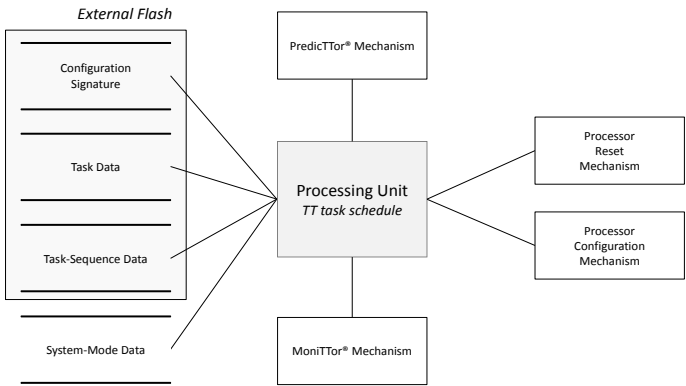 External Flash
Configuration
Signature
Task Data
Task-Sequence Data
System-Mode Data
PredicTTor® Mechanism
Processing Unit
TT task schedule
MoniTTor® Mechanism
Processor
Reset
Mechanism
Processor
Configuration
Mechanism